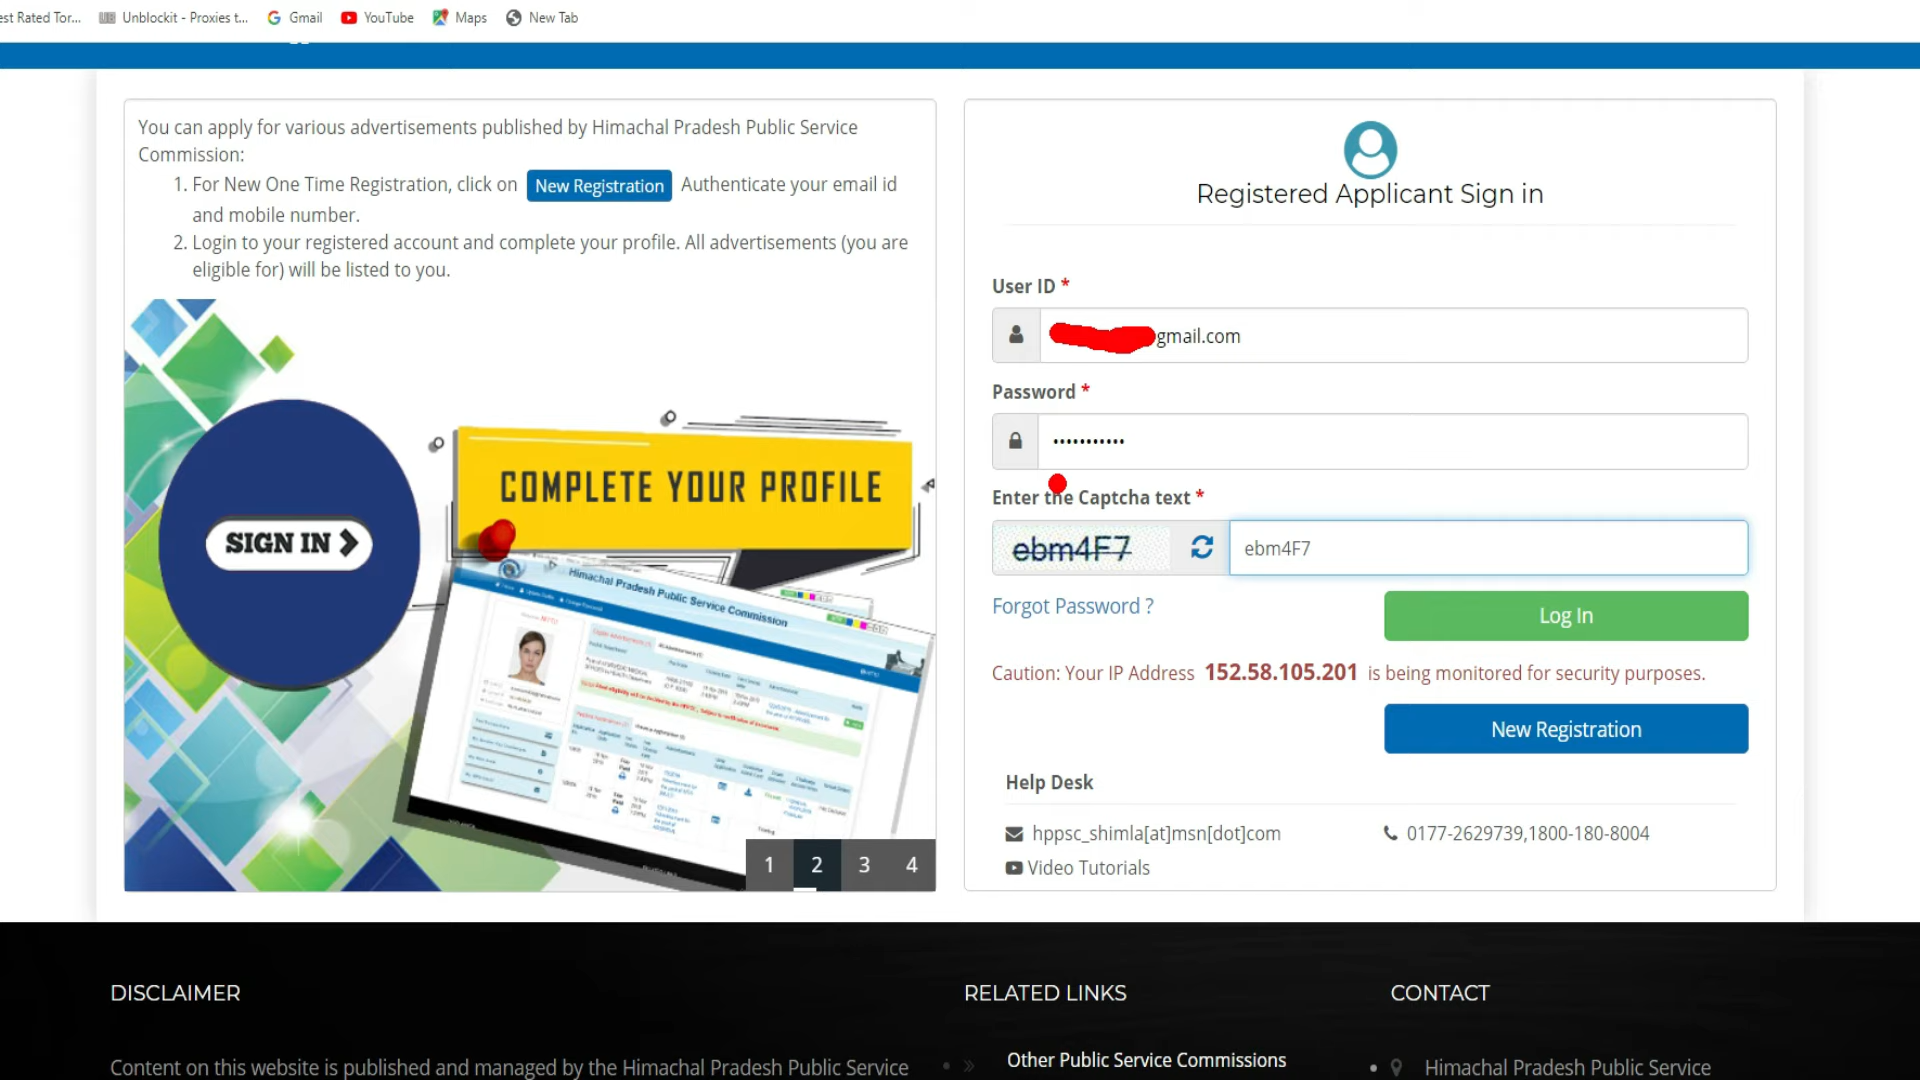 est Rated Tor...
Unblockit - Proxies t...
Gmail
YouTube
Maps
New Tab
You can apply for various advertisements published by Himachal Pradesh Public Service
Commission:
1. For New One Time Registration, click on New Registration Authenticate your email id
and mobile number.
2. Login to your registered account and complete your profile. All advertisements (you are
eligible for) will be listed to you.
SIGN IN
COMPLETE YOUR PROFILE
Himachal Pradesh Public Service Commission
1 2 3 4
Registered Applicant Sign in
User ID *
gmail.com
Password *
•••••••••••
Enter the Captcha text *
ebm4F7
ebm4F7
Forgot Password ?
Log In
Caution: Your IP Address 152.58.105.201 is being monitored for security purposes.
New Registration
Help Desk
hppsc_shimla[at]msn[dot]com
0177-2629739,1800-180-8004
Video Tutorials
DISCLAIMER
Content on this website is published and managed by the Himachal Pradesh Public Service
RELATED LINKS
Other Public Service Commissions
CONTACT
Himachal Pradesh Public Service